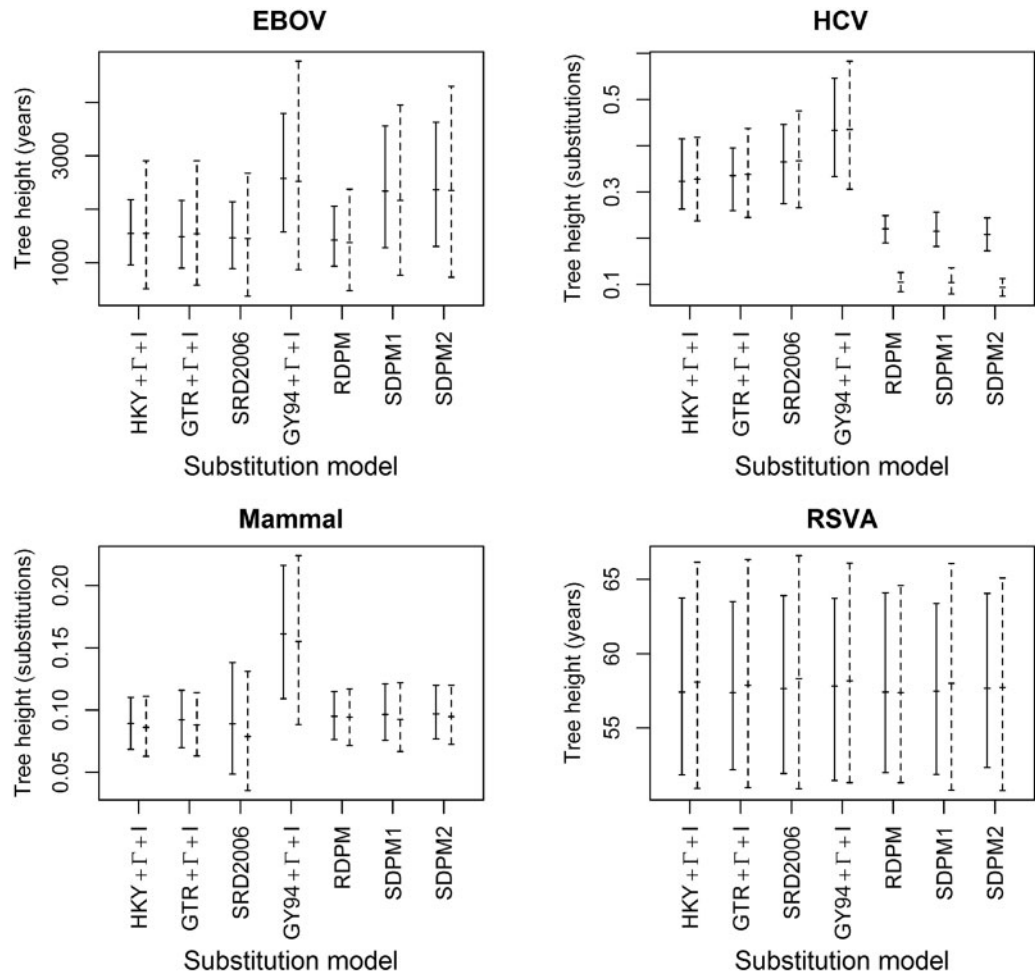 EBOV
Tree height (years)
3000
1000
HKY + Γ + I
GTR + Γ + I
SRD2006
GY94 + Γ + I
RDPM
SDPM1
SDPM2
Substitution model
HCV
Tree height (substitutions)
0.5
0.3
0.1
HKY + Γ + I
GTR + Γ + I
SRD2006
GY94 + Γ + I
RDPM
SDPM1
SDPM2
Substitution model
Mammal
Tree height (substitutions)
0.20
0.15
0.10
0.05
HKY + Γ + I
GTR + Γ + I
SRD2006
GY94 + Γ + I
RDPM
SDPM1
SDPM2
Substitution model
RSVA
Tree height (years)
65
60
55
HKY + Γ + I
GTR + Γ + I
SRD2006
GY94 + Γ + I
RDPM
SDPM1
SDPM2
Substitution model